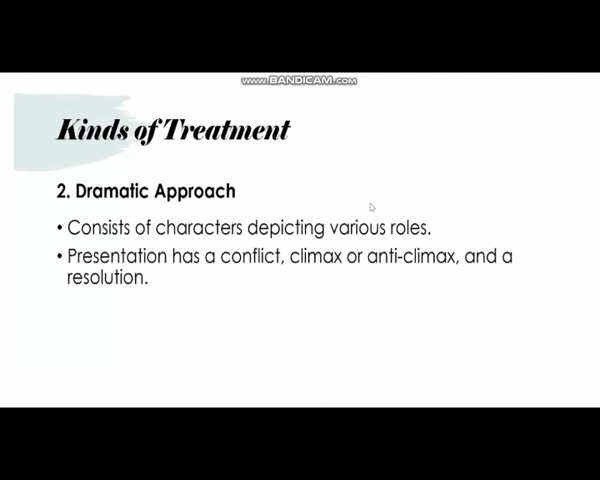 www.BANDICAM.com
Kinds of Treatment
2. Dramatic Approach
• Consists of characters depicting various roles.
• Presentation has a conflict, climax or anti-climax, and a
resolution.